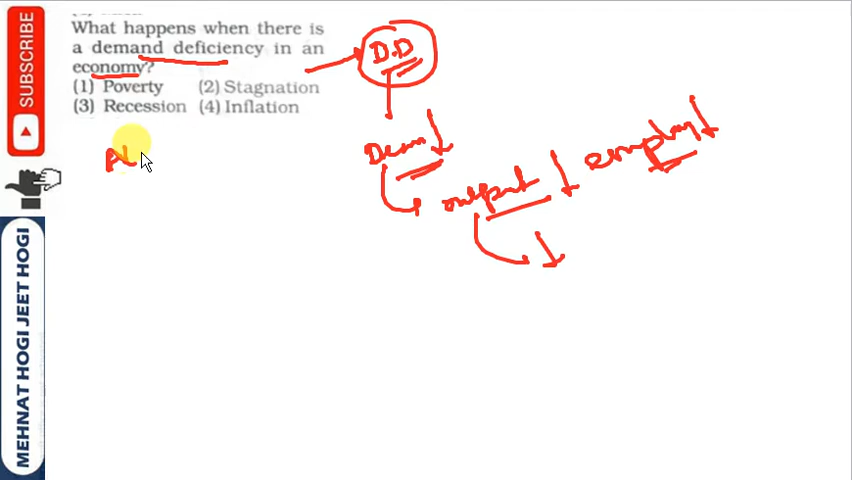 What happens when there is
a demand deficiency in an
economy?
(1) Poverty (2) Stagnation
(3) Recession (4) Inflation
D.D
Dem
output
employ
SUBSCRIBE
MEHNAT HOGI JEET HOGI